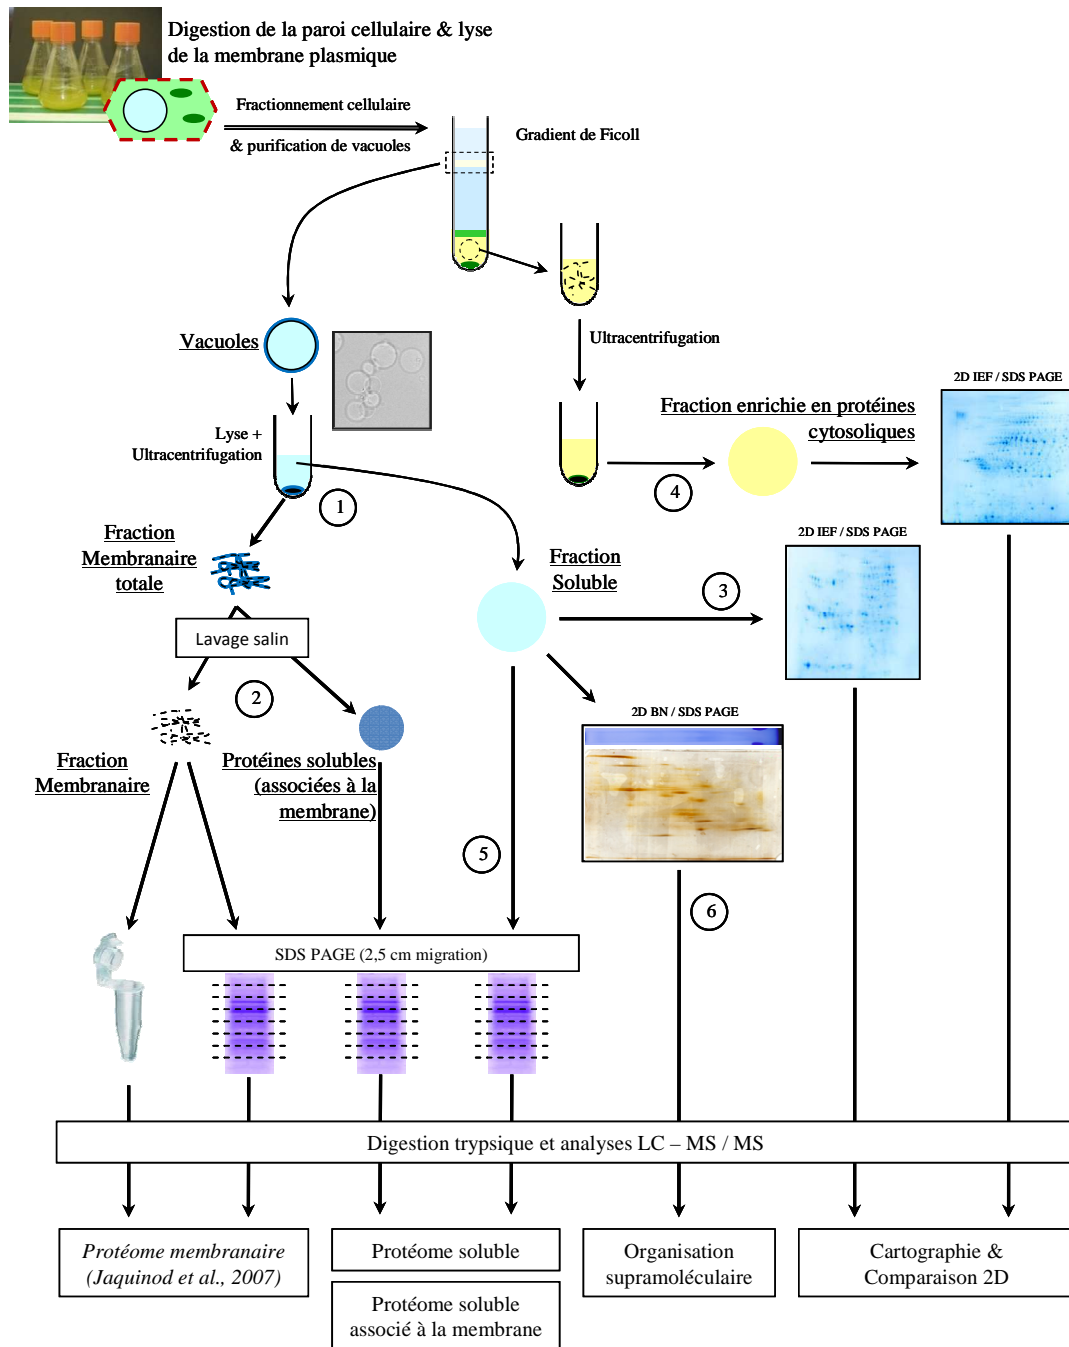 Digestion de la paroi cellulaire & lyse
de la membrane plasmique
Fractionnement cellulaire
& purification de vacuoles
Gradient de Ficoll
Ultracentrifugation
Vacuoles
Lyse +
Ultracentrifugation
2D IEF / SDS PAGE
Fraction enrichie en protéines
cytosoliques
4
1
Fraction
Membranaire
totale
2D IEF / SDS PAGE
Fraction
Soluble
3
Lavage salin
2
2D BN / SDS PAGE
Fraction
Membranaire
Protéines solubles
(associées à la
membrane)
5
6
SDS PAGE (2,5 cm migration)
Digestion trypsique et analyses LC – MS / MS
Protéome membranaire
(Jaquinod et al., 2007)
Protéome soluble
Organisation
supramoléculaire
Cartographie &
Comparaison 2D
Protéome soluble
associé à la membrane